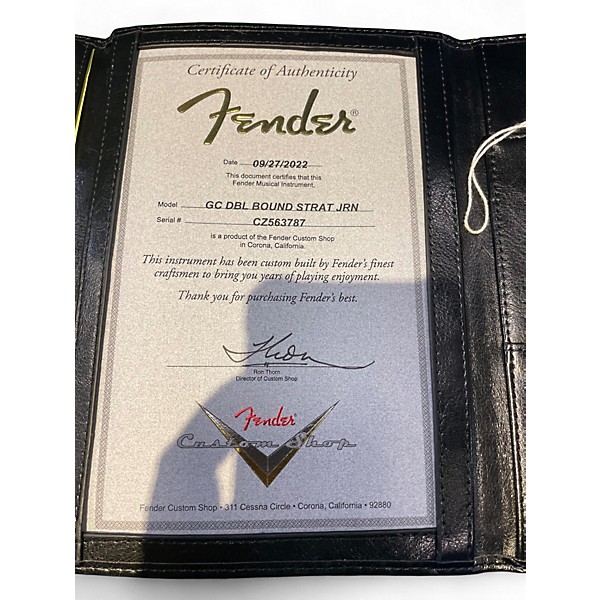 Certificate of Authenticity
Fender®
Date 09/27/2022
This document certifies that this
Fender Musical Instrument.
Model GC DBL BOUND STRAT JRN
Serial # CZ563787
is a product of the Fender Custom Shop
in Corona, California.
This instrument has been custom built by Fender's finest
craftsmen to bring you years of playing enjoyment.
Thank you for purchasing Fender's best.
Ron Thorn
Director of Custom Shop
Fender
Custom Shop
Fender Custom Shop • 311 Cessna Circle • Corona, California • 92880